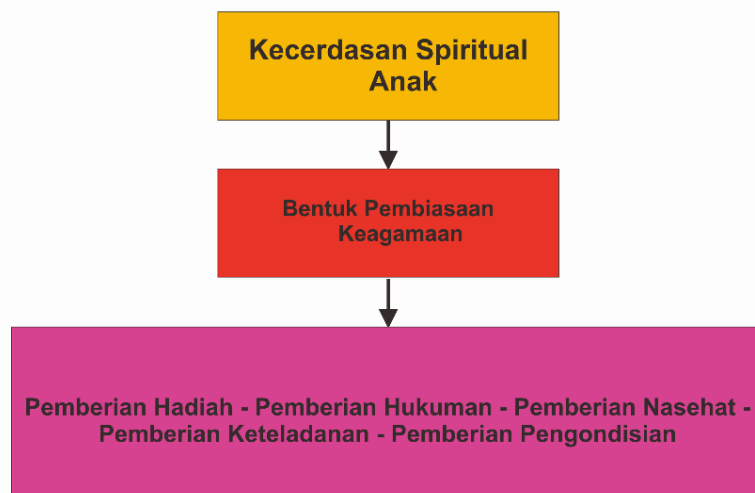 Kecerdasan Spiritual
Anak
Bentuk Pembiasaan
Keagamaan
Pemberian Hadiah - Pemberian Hukuman - Pemberian Nasehat -
Pemberian Keteladanan - Pemberian Pengondisian